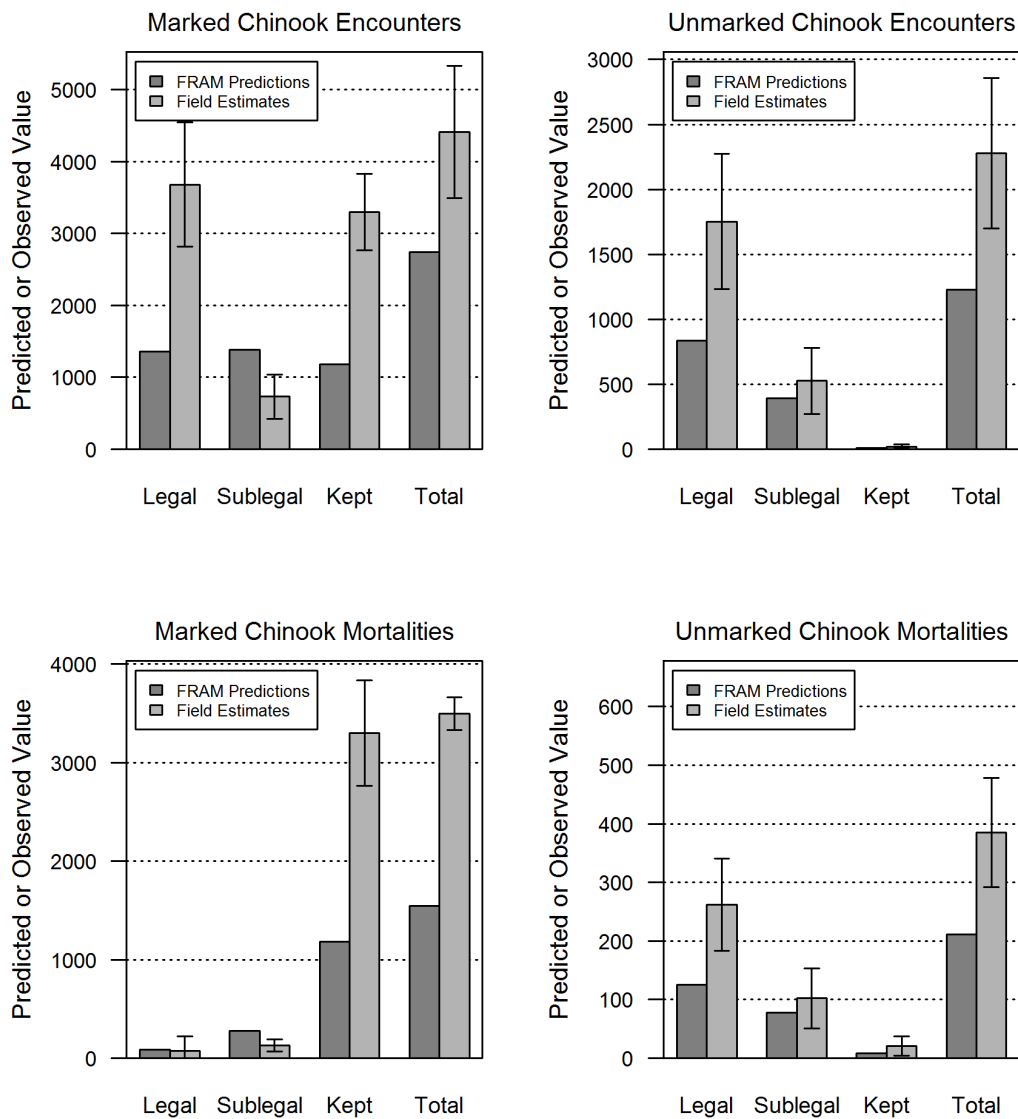 Marked Chinook Encounters
Predicted or Observed Value
5000
4000
3000
2000
1000
0
FRAM Predictions
Field Estimates
Legal Sublegal Kept Total
Unmarked Chinook Encounters
Predicted or Observed Value
3000
2500
2000
1500
1000
500
0
FRAM Predictions
Field Estimates
Legal Sublegal Kept Total
Marked Chinook Mortalities
Predicted or Observed Value
4000
3000
2000
1000
0
FRAM Predictions
Field Estimates
Legal Sublegal Kept Total
Unmarked Chinook Mortalities
Predicted or Observed Value
600
500
400
300
200
100
0
FRAM Predictions
Field Estimates
Legal Sublegal Kept Total